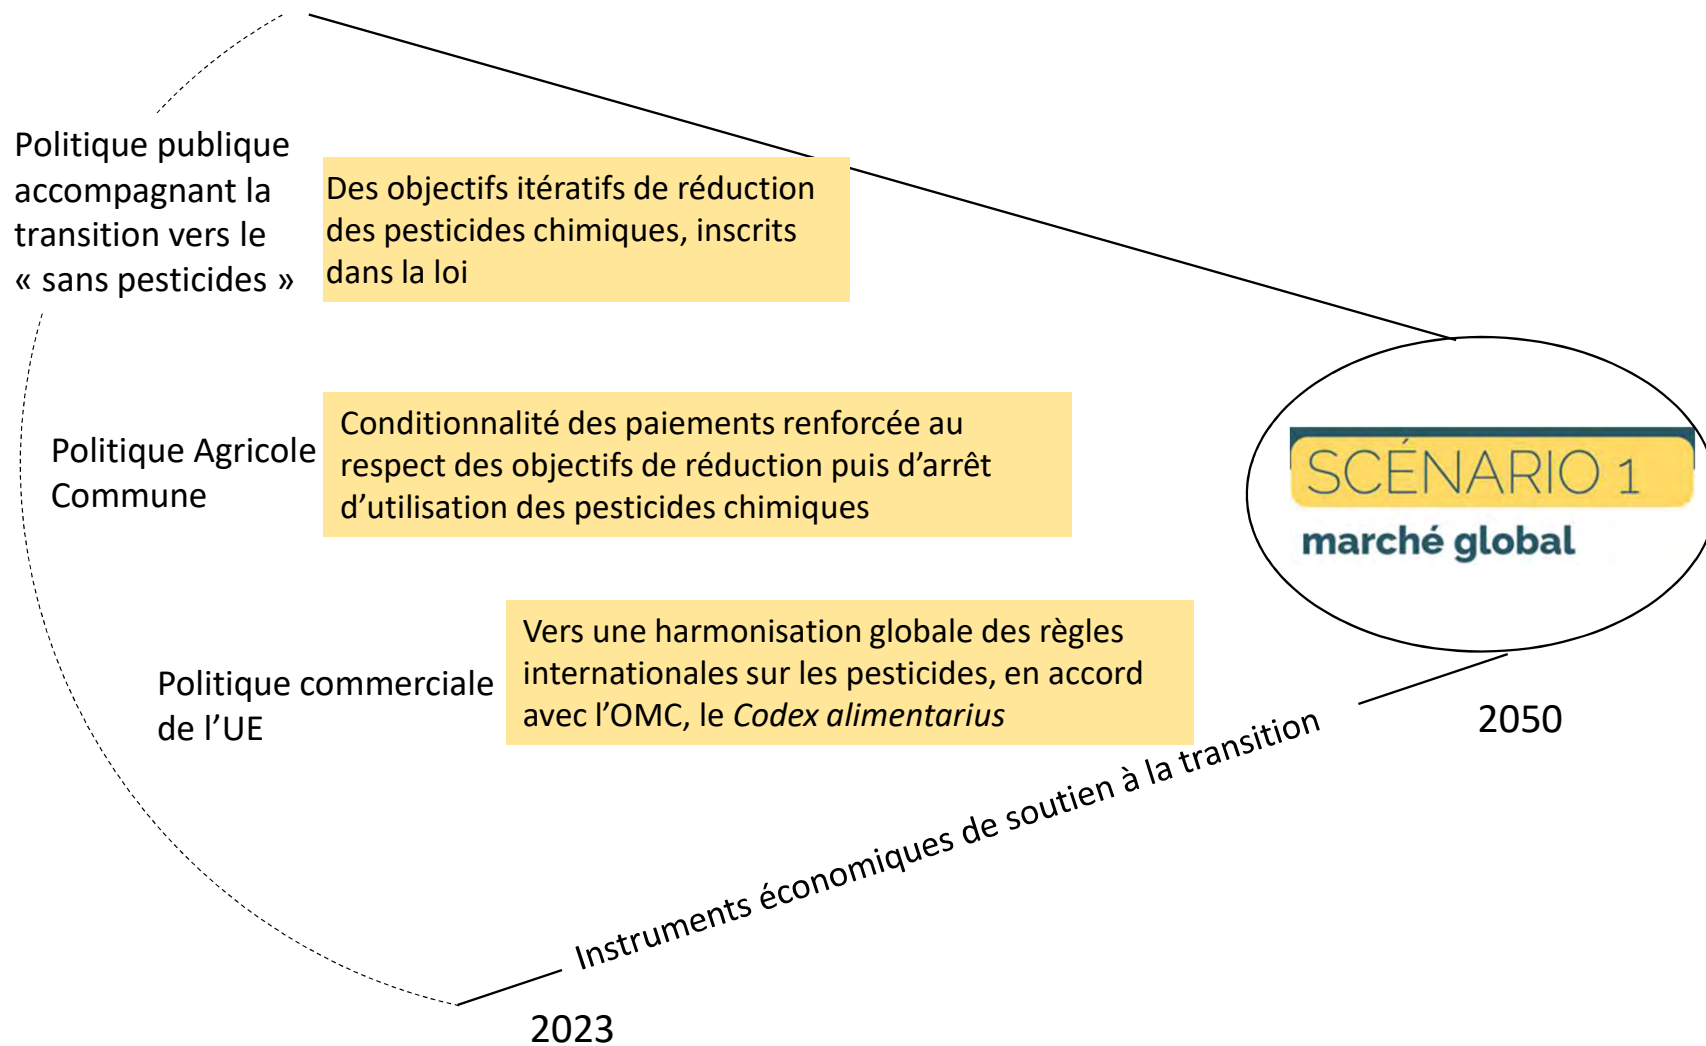 Politique publique
accompagnant la
transition vers le
« sans pesticides »
Des objectifs itératifs de réduction
des pesticides chimiques, inscrits
dans la loi
Politique Agricole
Commune
Conditionnalité des paiements renforcée au
respect des objectifs de réduction puis d’arrêt
d’utilisation des pesticides chimiques
SCÉNARIO 1
marché global
Politique commerciale
de l’UE
Vers une harmonisation globale des règles
internationales sur les pesticides, en accord
avec l’OMC, le Codex alimentarius
2050
Instruments économiques de soutien à la transition
2023